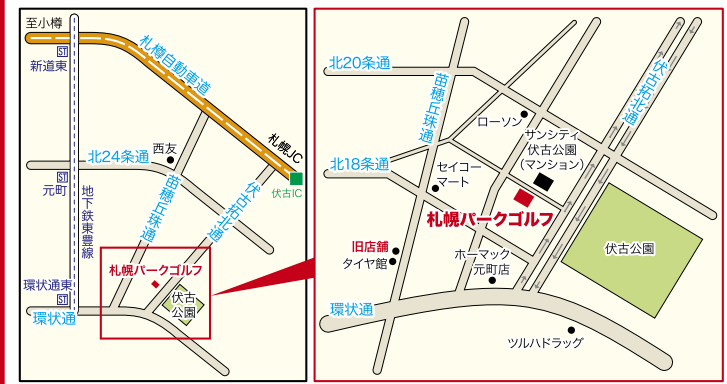 至小樽
新道東
札樽自動車道
札幌JC
伏古IC
西友
北24条通
元町
地下鉄東豊線
苗穂丘珠通
伏古拓北通
札幌パークゴルフ
環状通東
伏古
公園
環状通
北20条通
苗穂丘珠通
伏古拓北通
ローソン
サンシティ
伏古公園
(マンション)
北18条通
セイコー
マート
札幌パークゴルフ
旧店舗
タイヤ館
ホーマック
元町店
伏古公園
環状通
ツルハドラッグ